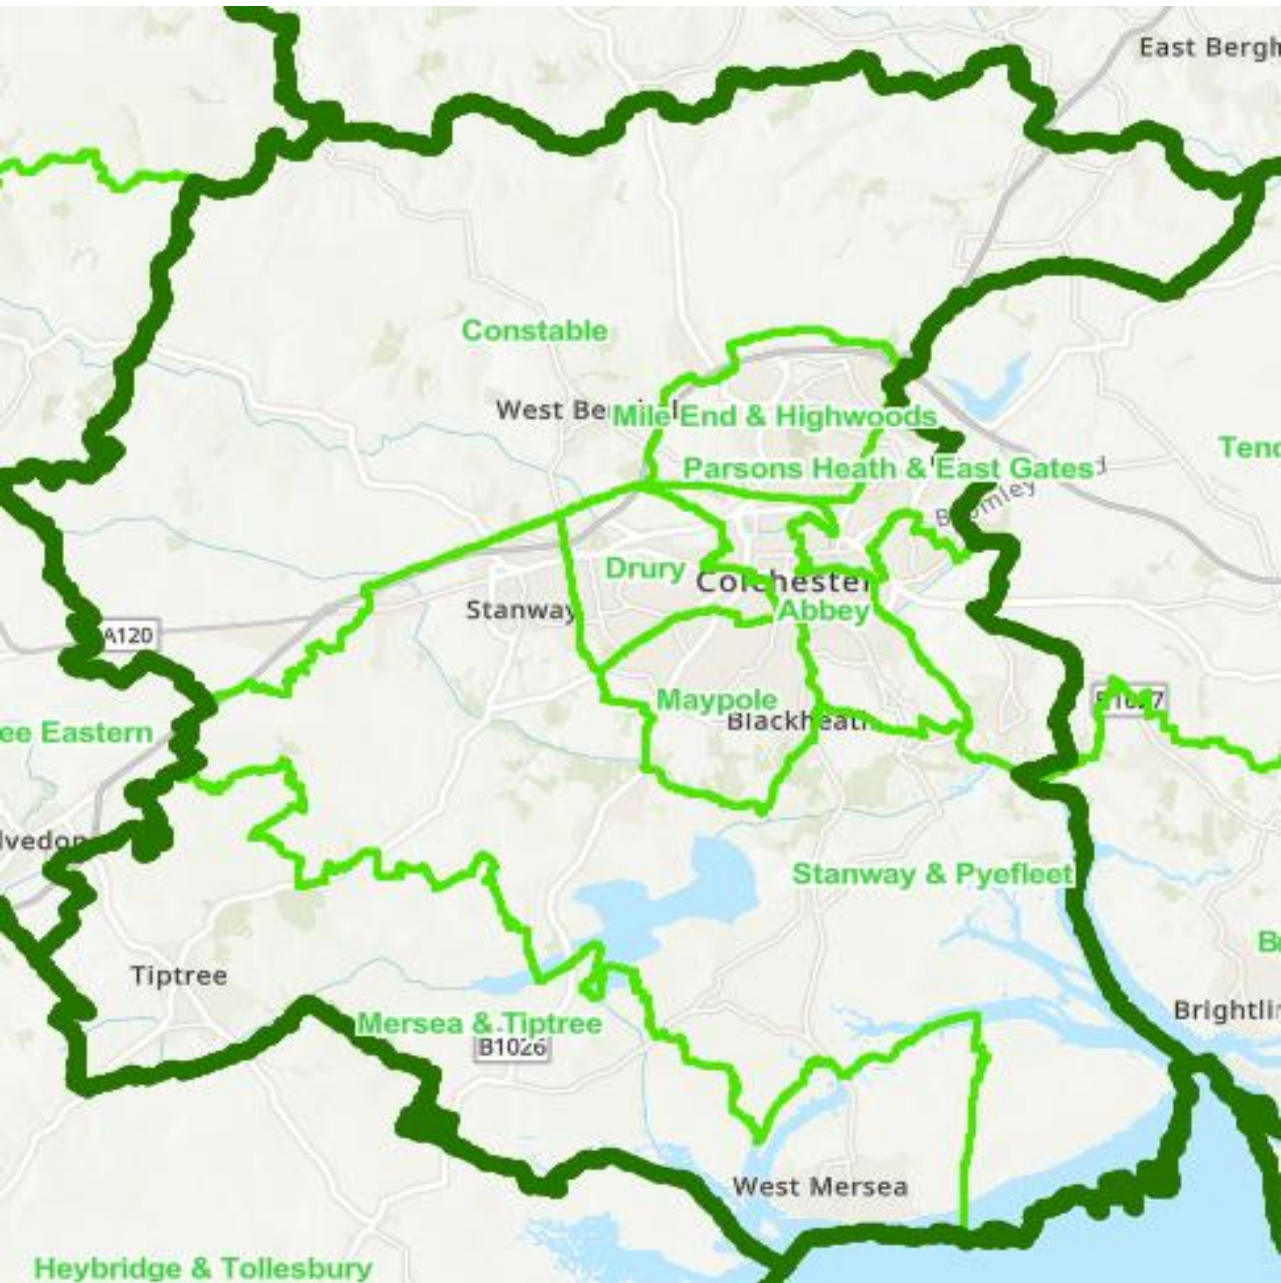 East Bergh
Constable
West Be
Mile End & Highwoods
Tend
Parsons Heath & East Gates
Drury
Colchester
Stanway
Abbey
A120
Maypole
Blackheath
ee Eastern
lvedon
Stanway & Pyefleet
Tiptree
Brightlin
Mersea & Tiptree
B1026
West Mersea
Heybridge & Tollesbury